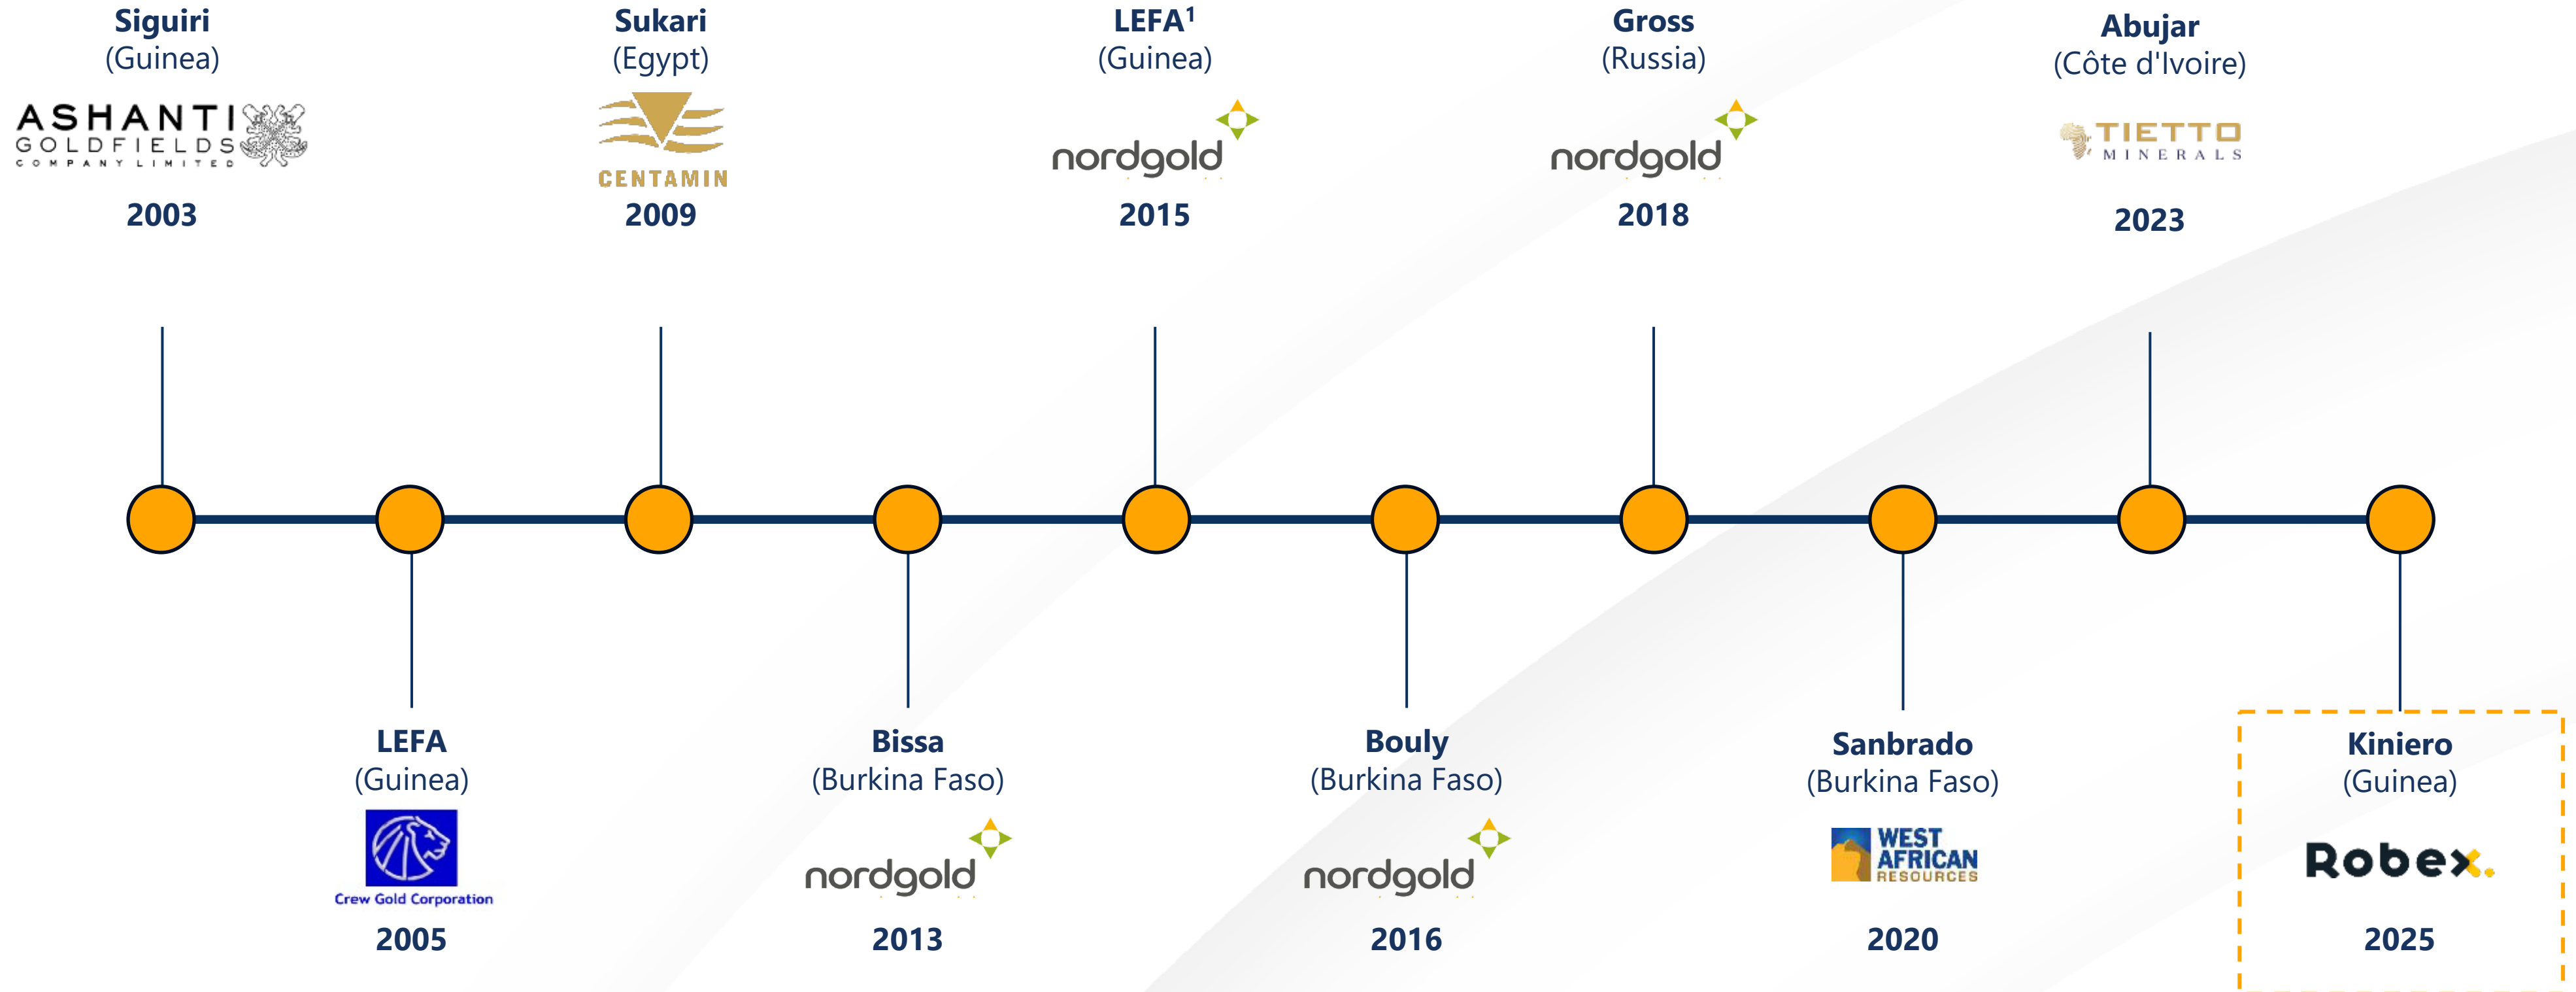 Siguiri
(Guinea)
ASHANTI
GOLDFIELDS
COMPANY LIMITED
2003
Sukari
(Egypt)
CENTAMIN
2009
LEFA¹
(Guinea)
nordgold
2015
Gross
(Russia)
nordgold
2018
Abujar
(Côte d'Ivoire)
TIETTO
MINERALS
2023
LEFA
(Guinea)
Crew Gold Corporation
2005
Bissa
(Burkina Faso)
nordgold
2013
Bouly
(Burkina Faso)
nordgold
2016
Sanbrado
(Burkina Faso)
WEST
AFRICAN
RESOURCES
2020
Kiniero
(Guinea)
Robex.
2025